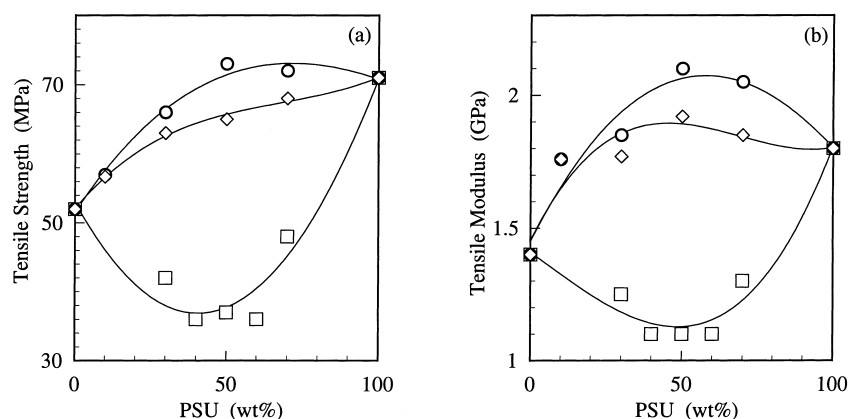 (a)
70
50
30
Tensile Strength (MPa)
0
50
100
PSU (wt%)
(b)
2
1.5
1
Tensile Modulus (GPa)
0
50
100
PSU (wt%)